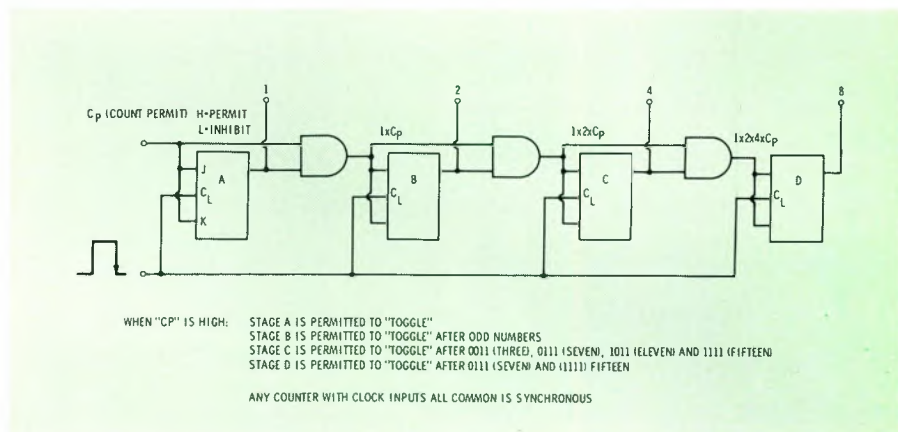 1
2
4
8
Cp (COUNT PERMIT) H=PERMIT
L=INHIBIT
1xCp
1x2xCp
1x2x4xCp
J
A
CL
K
B
CL
C
CL
D
CL
WHEN "CP" IS HIGH: STAGE A IS PERMITTED TO "TOGGLE"
STAGE B IS PERMITTED TO "TOGGLE" AFTER ODD NUMBERS
STAGE C IS PERMITTED TO "TOGGLE" AFTER 0011 (THREE), 0111 (SEVEN), 1011 (ELEVEN) AND 1111 (FIFTEEN)
STAGE D IS PERMITTED TO "TOGGLE" AFTER 0111 (SEVEN) AND (1111) FIFTEEN
ANY COUNTER WITH CLOCK INPUTS ALL COMMON IS SYNCHRONOUS